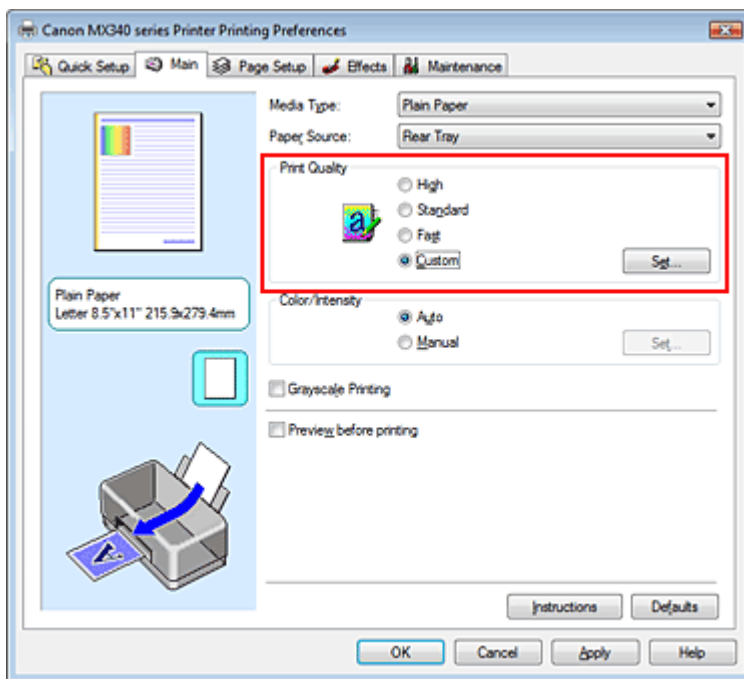 Canon MX340 series Printer Printing Preferences
Quick Setup Main Page Setup Effects Maintenance
Media Type: Plain Paper
Paper Source: Rear Tray
Print Quality
High
a Standard
Fast
Custom Set...
Plain Paper
Letter 8.5"x11" 215.9x279.4mm
Color/Intensity
Auto
Manual Set...
Grayscale Printing
Preview before printing
A
Instructions Defaults
OK Cancel Apply Help